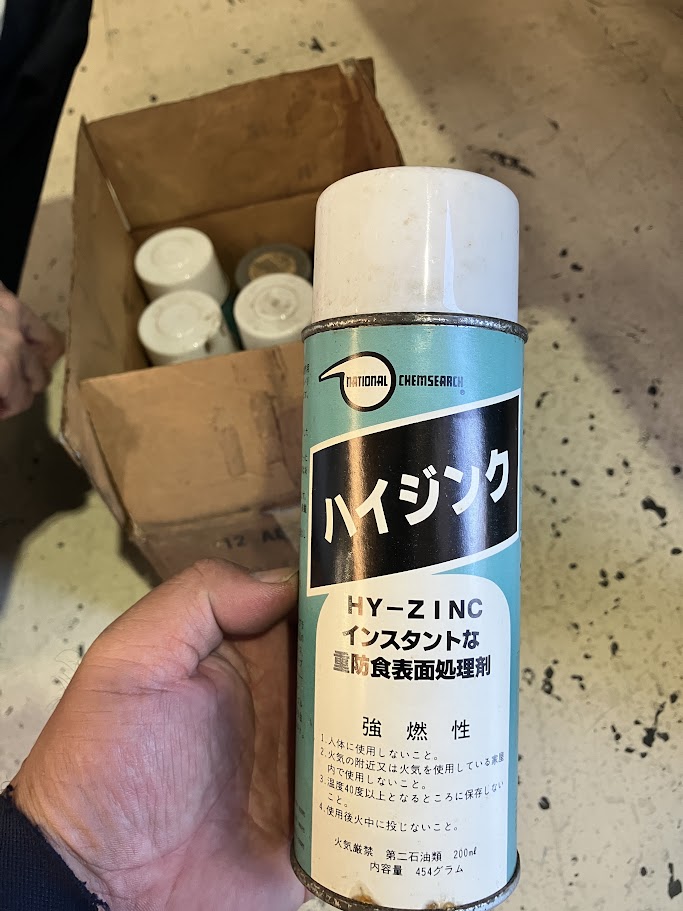 NATIONAL CHEMSEARCH®
ハイジンク
HY-ZINC
インスタントな
重防食表面処理剤
強燃性
1.人体に使用しないこと。
2.火気の附近又は火気を使用している家屋
内で使用しないこと。
3.温度40度以上となるところに保存しない
こと。
4.使用後火中に投じないこと。
火気厳禁 第二石油類 200㎖
内容量 454グラム
12